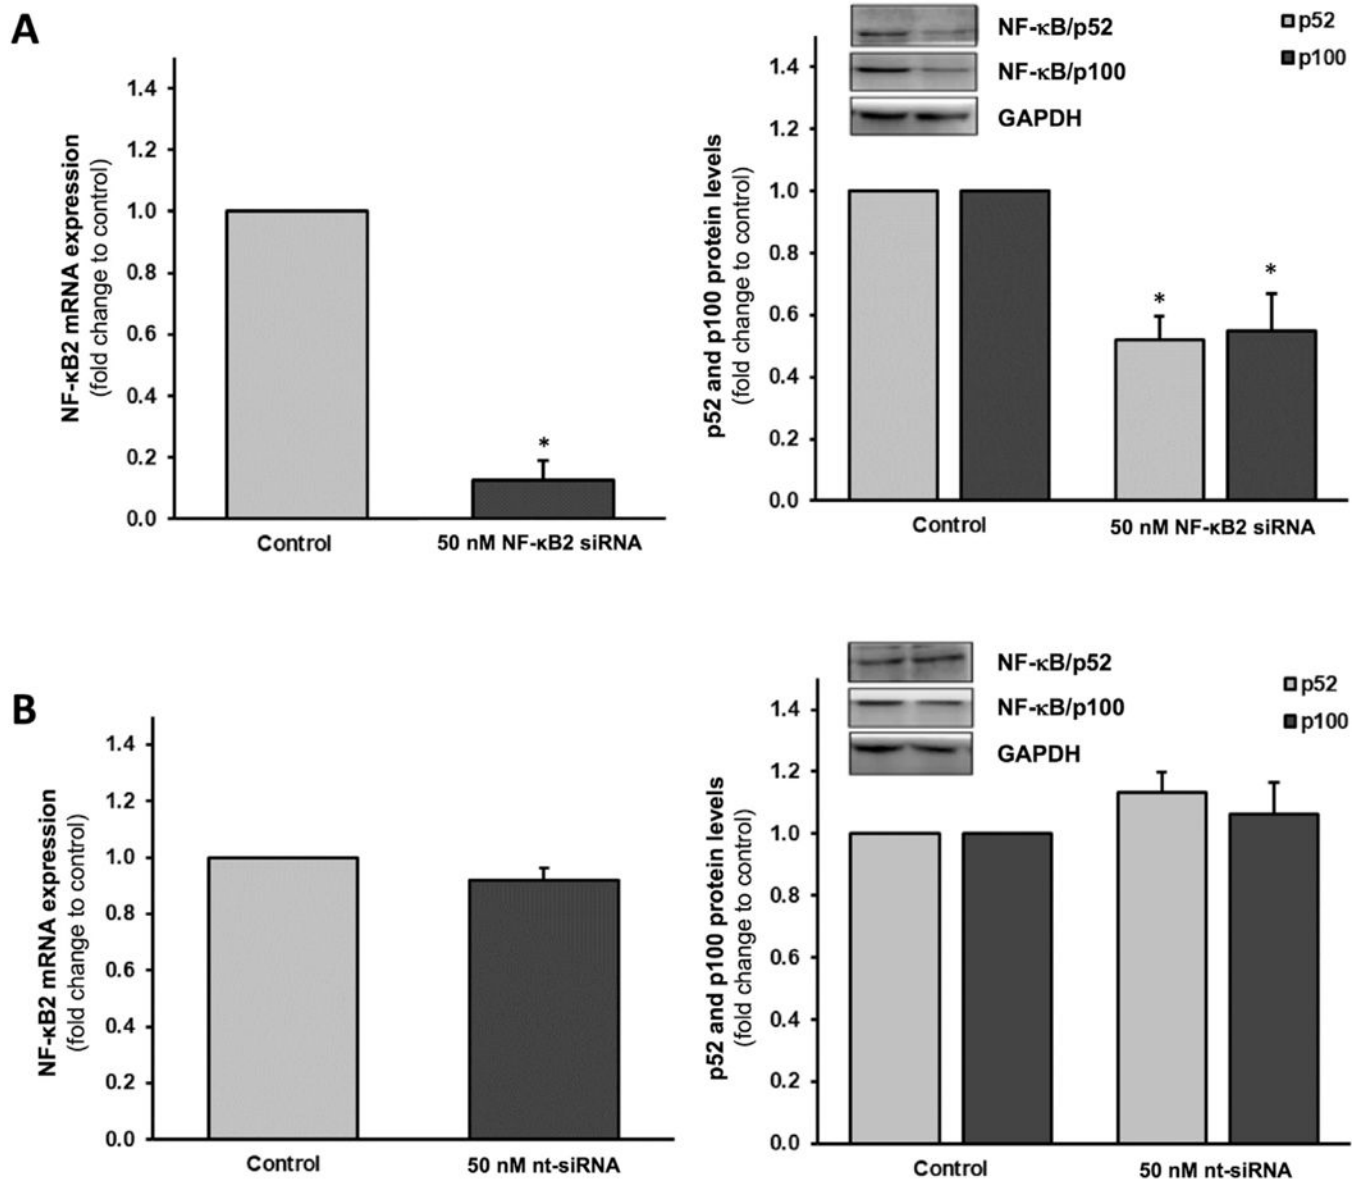 A
NF-κB2 mRNA expression
(fold change to control)
1.4
1.2
1.0
0.8
0.6
0.4
0.2
0.0
*
Control
50 nM NF-κB2 siRNA
p52 and p100 protein levels
(fold change to control)
1.4
1.2
1.0
0.8
0.6
0.4
0.2
0.0
NF-κB/p52
NF-κB/p100
GAPDH
p52
p100
*
*
Control
50 nM NF-κB2 siRNA
B
NF-κB2 mRNA expression
(fold change to control)
1.4
1.2
1.0
0.8
0.6
0.4
0.2
0.0
Control
50 nM nt-siRNA
p52 and p100 protein levels
(fold change to control)
1.4
1.2
1.0
0.8
0.6
0.4
0.2
0.0
NF-κB/p52
NF-κB/p100
GAPDH
p52
p100
Control
50 nM nt-siRNA